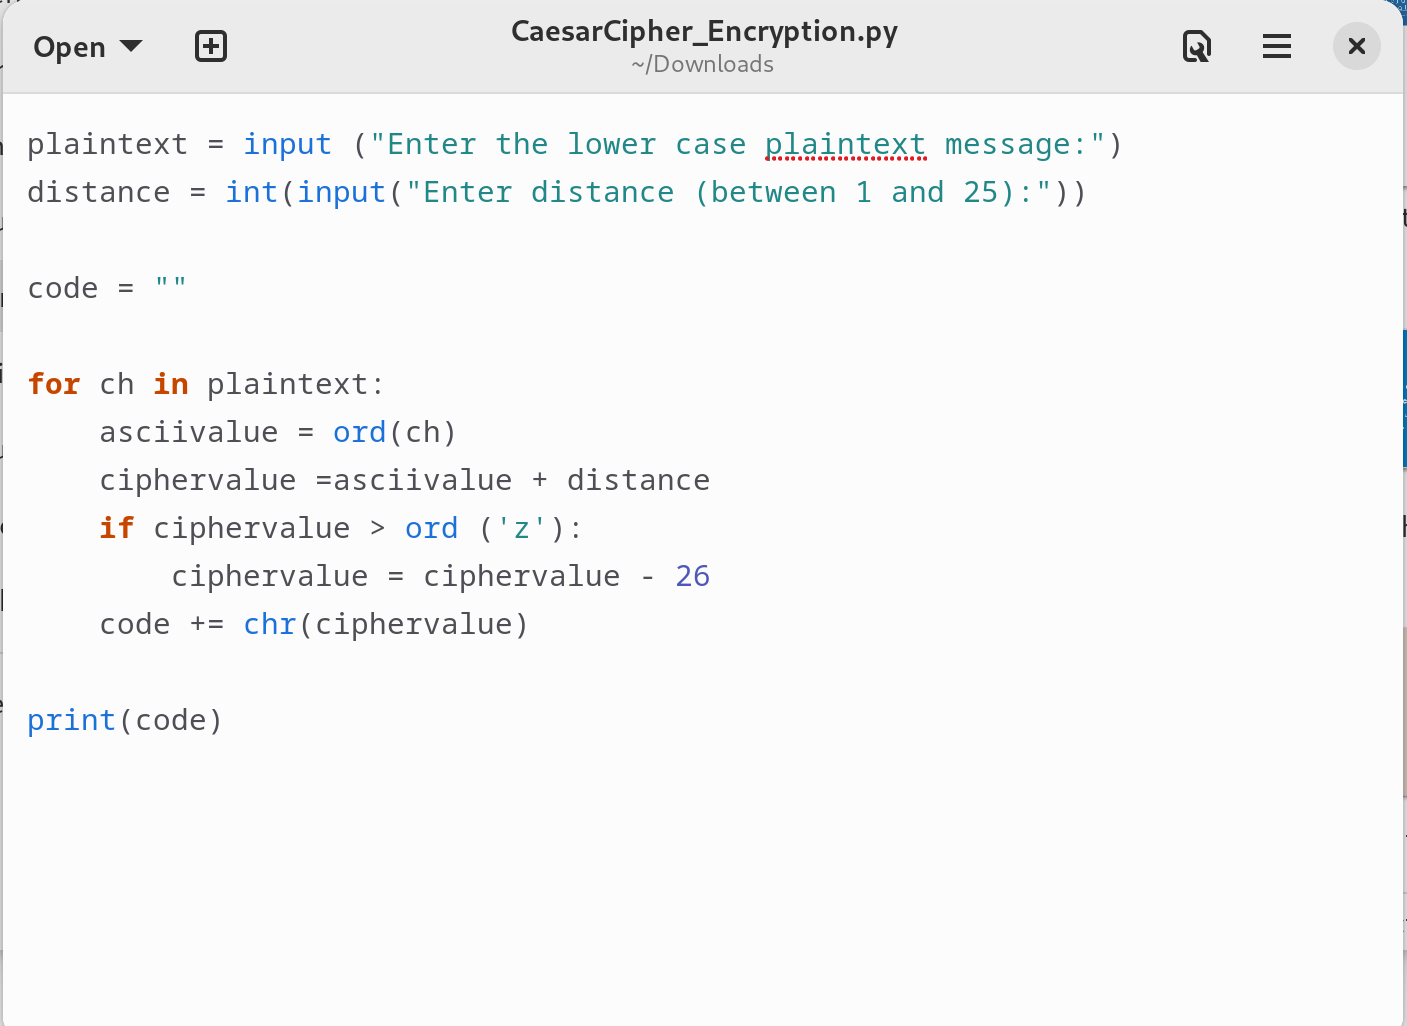 Open
CaesarCipher_Encryption.py
~/Downloads
plaintext = input ("Enter the lower case plaintext message:")
distance = int(input("Enter distance (between 1 and 25):"))

code = ""

for ch in plaintext:
    asciivalue = ord(ch)
    ciphervalue =asciivalue + distance
    if ciphervalue > ord ('z'):
        ciphervalue = ciphervalue - 26
    code += chr(ciphervalue)

print(code)